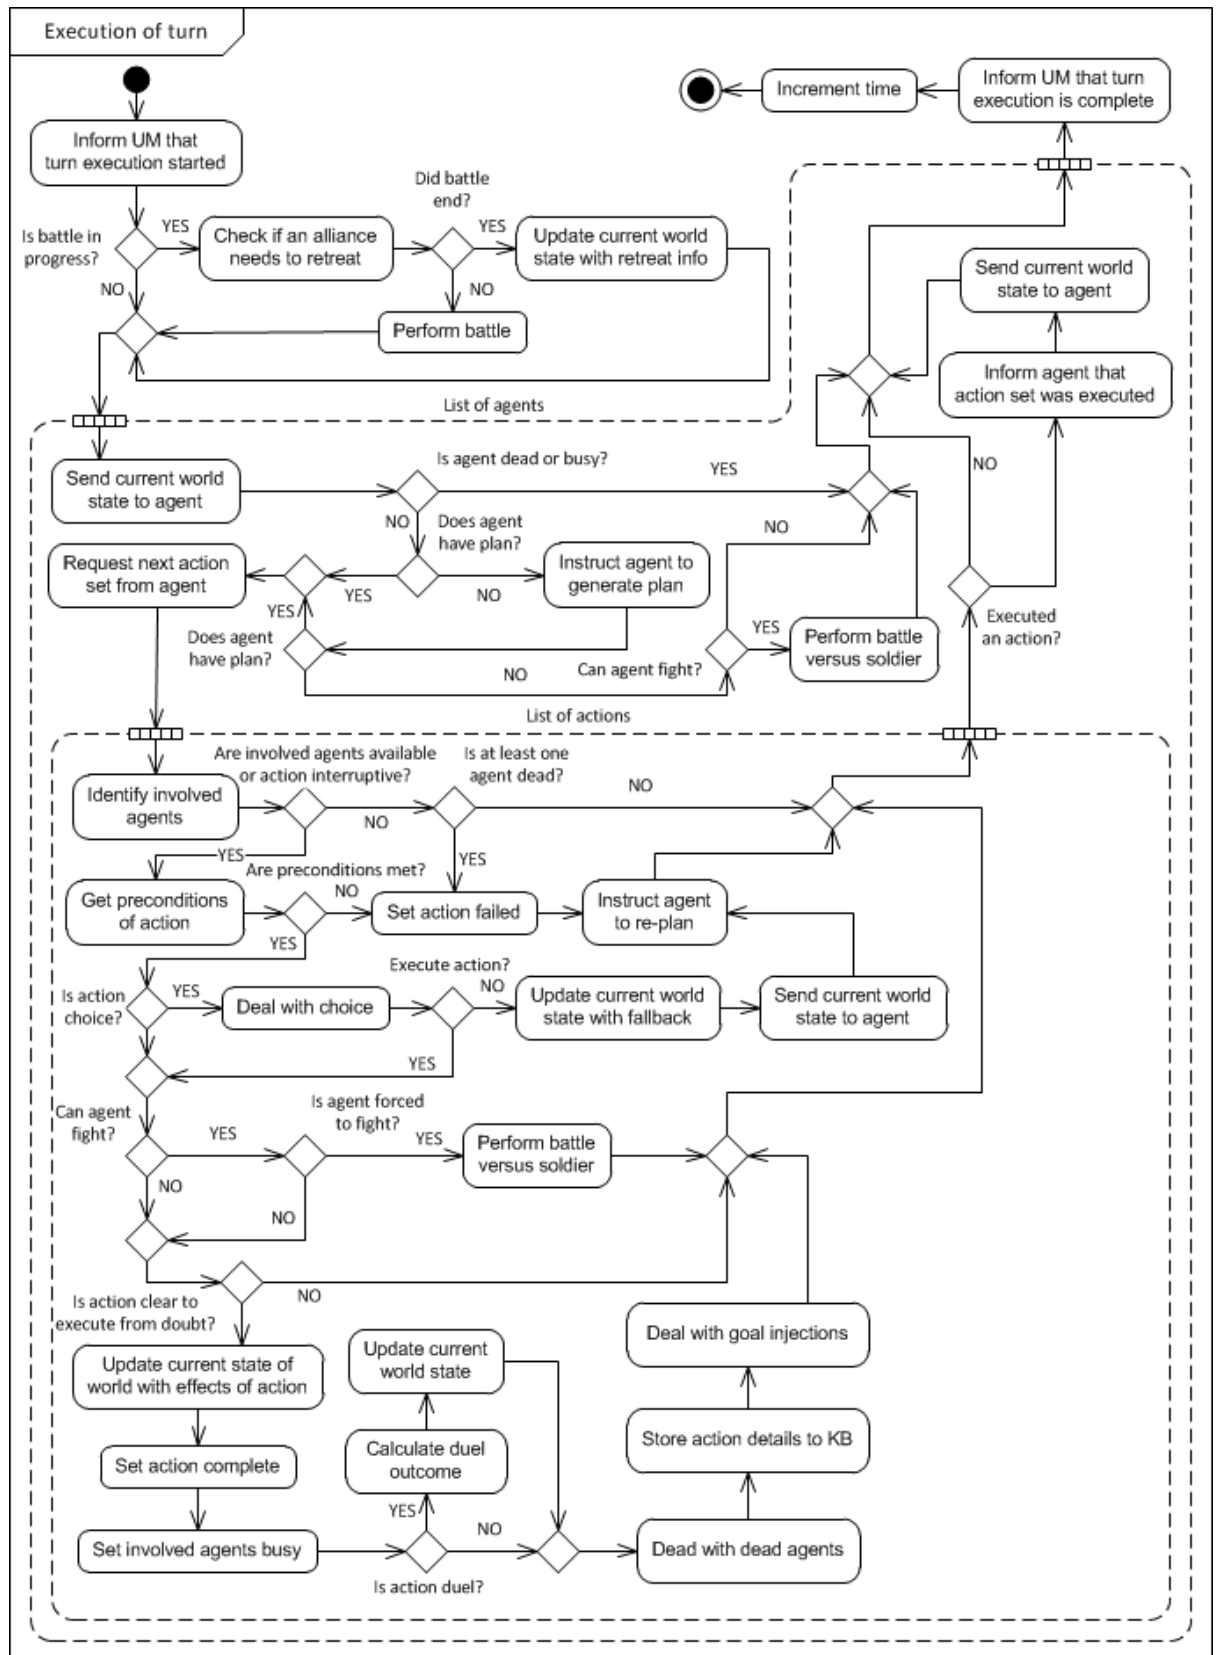 Execution of turn
Inform UM that
turn execution started
Increment time
Inform UM that turn
execution is complete
Is battle in
progress?
YES
NO
Check if an alliance
needs to retreat
Did battle
end?
YES
NO
Update current world
state with retreat info
Perform battle
Send current world
state to agent
Inform agent that
action set was executed
List of agents
Send current world
state to agent
Is agent dead or busy?
YES
NO
NO
NO
Does agent
have plan?
Request next action
set from agent
YES
NO
Instruct agent to
generate plan
YES
Does agent
have plan?
NO
Can agent fight?
YES
Perform battle
versus soldier
Executed
an action?
List of actions
Are involved agents available
or action interruptive?
Is at least one
agent dead?
NO
Identify involved
agents
NO
YES
YES
Are preconditions met?
NO
Get preconditions
of action
Set action failed
Instruct agent
to re-plan
YES
Execute action?
Is action
choice?
YES
Deal with choice
NO
Update current world
state with fallback
Send current world
state to agent
YES
Can agent
fight?
YES
Is agent forced
to fight?
YES
Perform battle
versus soldier
NO
NO
Is action clear to
execute from doubt?
NO
Update current state of
world with effects of action
Update current
world state
Deal with goal injections
Set action complete
Calculate duel
outcome
Store action details to KB
YES
NO
Set involved agents busy
Is action duel?
Dead with dead agents